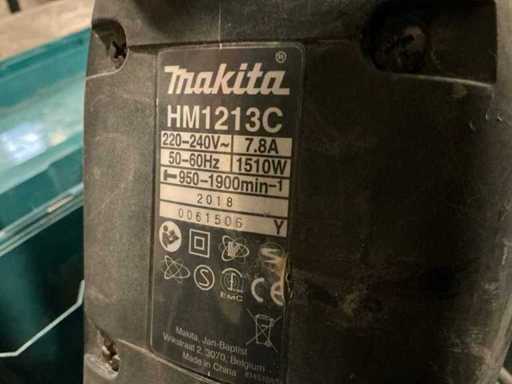 makita®
HM1213C
220-240V~ 7.8A
50-60Hz 1510W
950-1900min-1
2018
0061506 Y
S
EMC
CE
Makita, Jan-Baptist
Vinkstraat 2, 3070, Belgium
Made in China